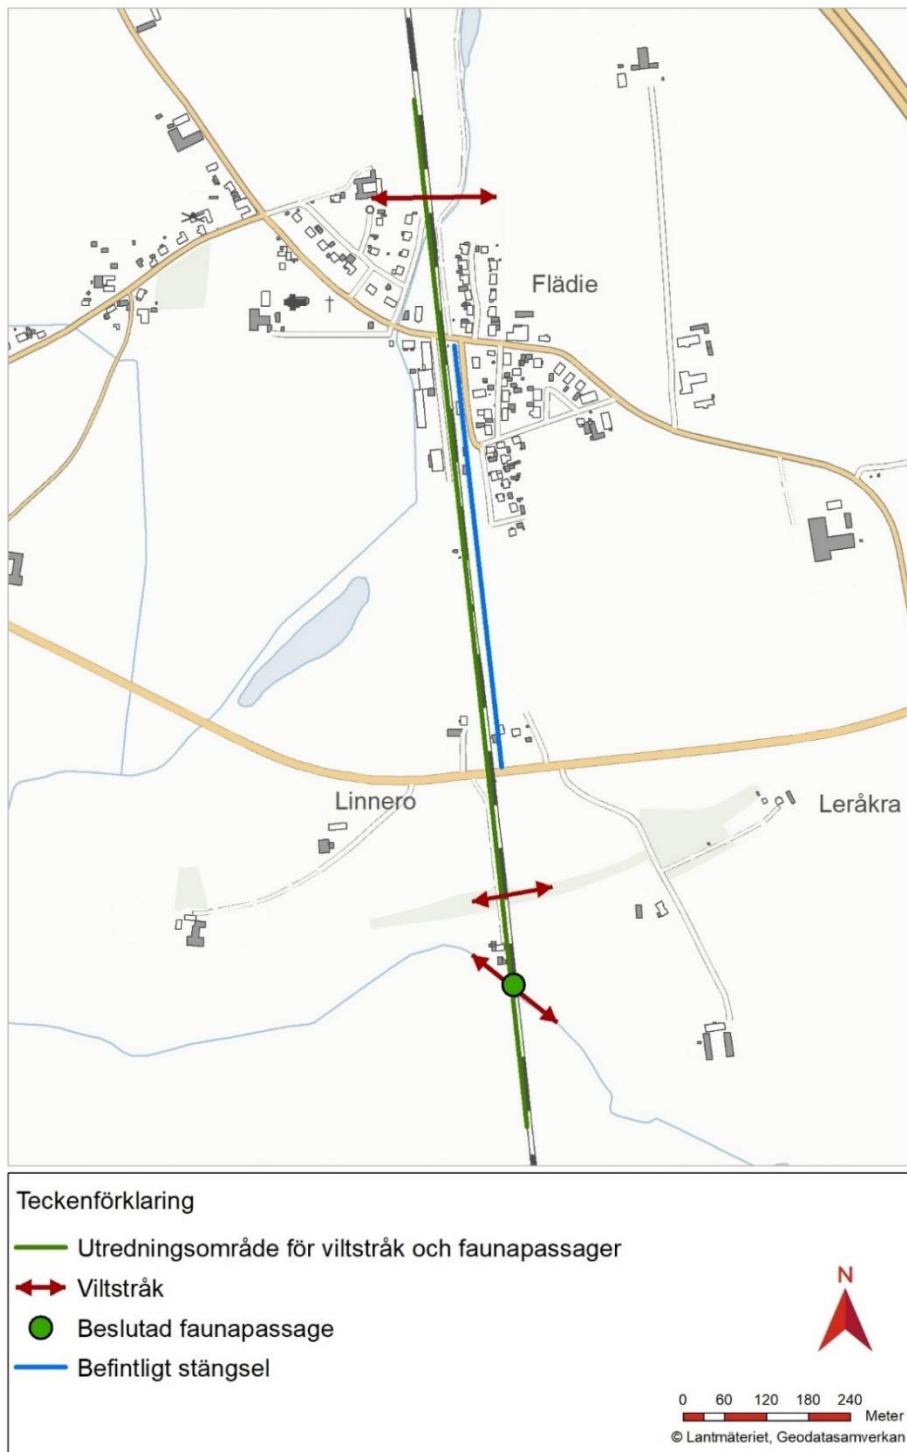 Flädie
Linnero
Leråkra
Teckenförklaring
Utredningsområde för viltstråk och faunapassager
Viltstråk
Beslutad faunapassage
Befintligt stängsel
N
0 60 120 180 240
Meter
© Lantmäteriet, Geodatasamverkan